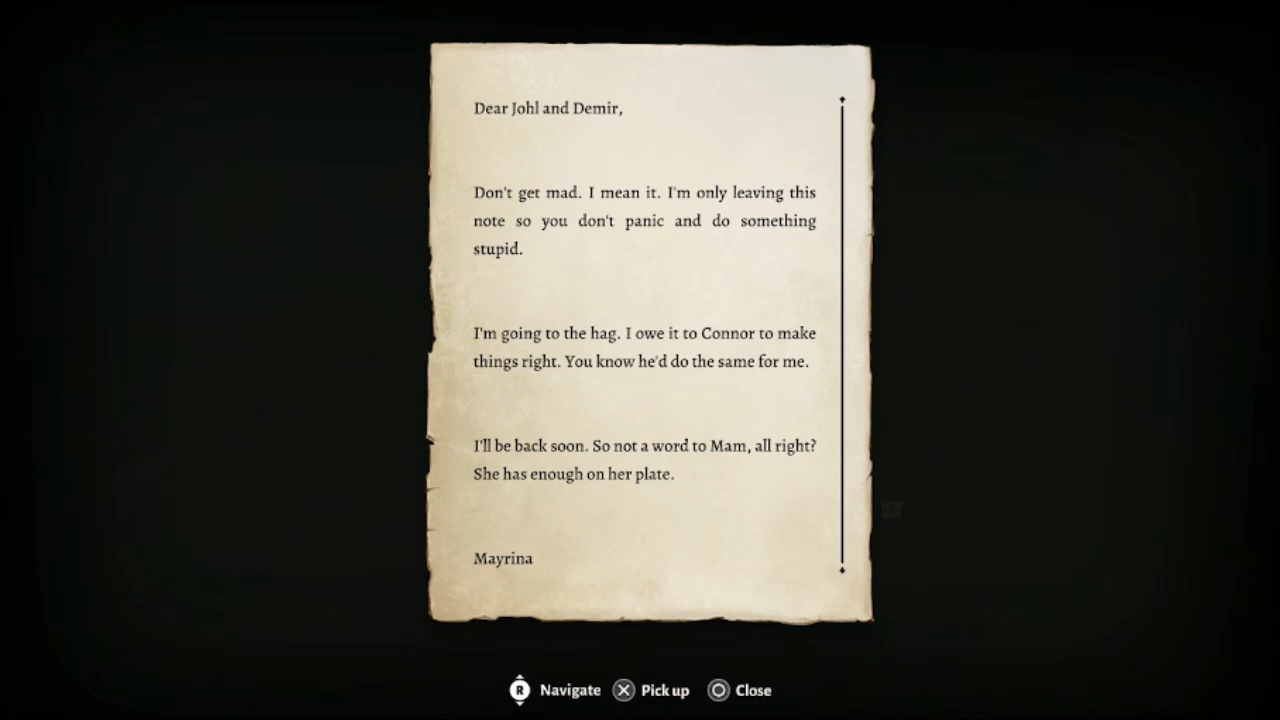 Dear Johl and Demir,
Don't get mad. I mean it. I'm only leaving this
note so you don't panic and do something
stupid.
I'm going to the hag. I owe it to Connor to make
things right. You know he'd do the same for me.
I'll be back soon. So not a word to Mam, all right?
She has enough on her plate.
Mayrina
R Navigate Pick up Close